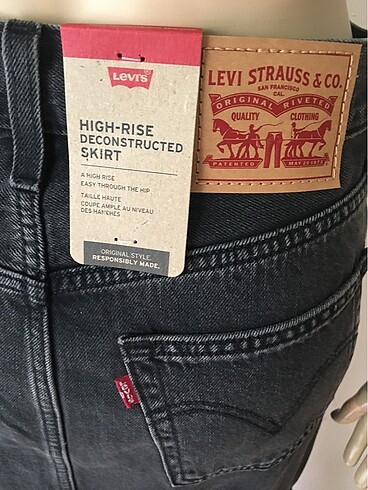 LEVI'S
HIGH-RISE
DECONSTRUCTED
SKIRT
A HIGH RISE
EASY THROUGH THE HIP
TAILLE HAUTE
COUPE AMPLE AU NIVEAU
DES HANCHES
ORIGINAL STYLE.
RESPONSIBLY MADE.
LEVI STRAUSS & CO.
SAN FRANCISCO
CAL.
ORIGINAL RIVETED
QUALITY CLOTHING
PATENTED MAY 20 1873
LEVI'S